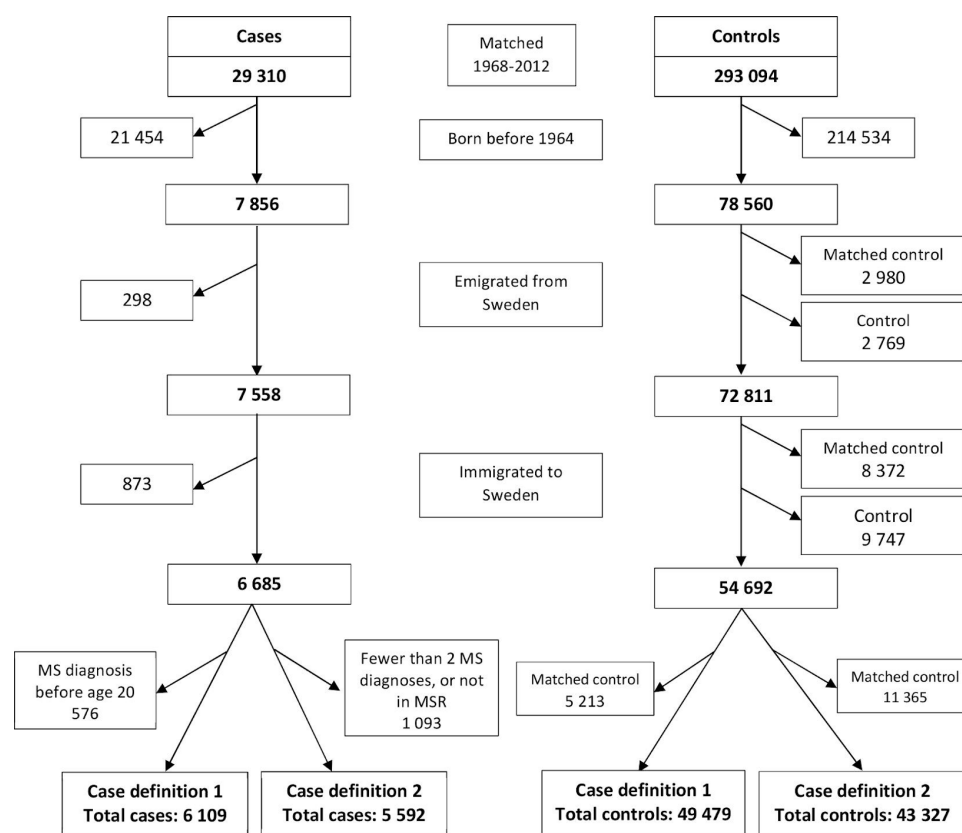 Cases
29 310
Matched
1968-2012
Controls
293 094
21 454
Born before 1964
214 534
7 856
78 560
298
Emigrated from
Sweden
Matched control
2 980
Control
2 769
7 558
72 811
873
Immigrated to
Sweden
Matched control
8 372
Control
9 747
6 685
54 692
MS diagnosis
before age 20
576
Fewer than 2 MS
diagnoses, or not
in MSR
1 093
Matched control
5 213
Matched control
11 365
Case definition 1
Total cases: 6 109
Case definition 2
Total cases: 5 592
Case definition 1
Total controls: 49 479
Case definition 2
Total controls: 43 327